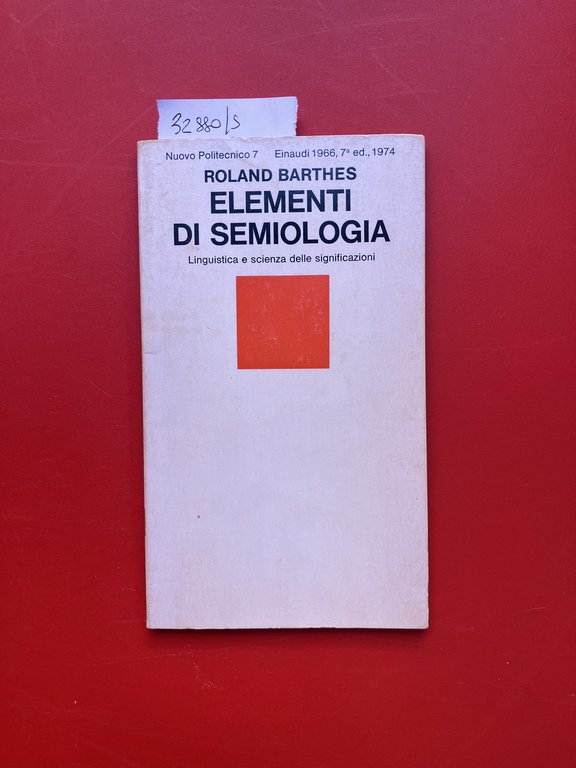 32880/S
Nuovo Politecnico 7 Einaudi 1966, 7ª ed., 1974
ROLAND BARTHES
ELEMENTI
DI SEMIOLOGIA
Linguistica e scienza delle significazioni